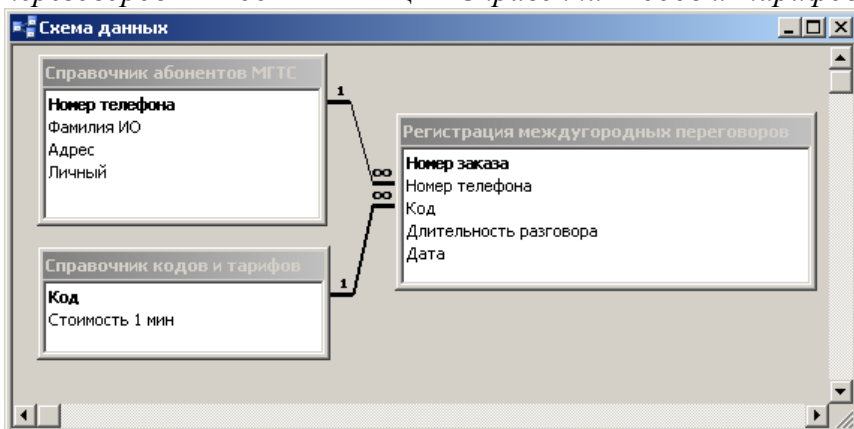 Схема данных
Справочник абонентов МГТС
Номер телефона
Фамилия ИО
Адрес
Личный
1
∞
∞
Регистрация междугородных переговоров
Номер заказа
Номер телефона
Код
Длительность разговора
Дата
Справочник кодов и тарифов
Код
Стоимость 1 мин
1